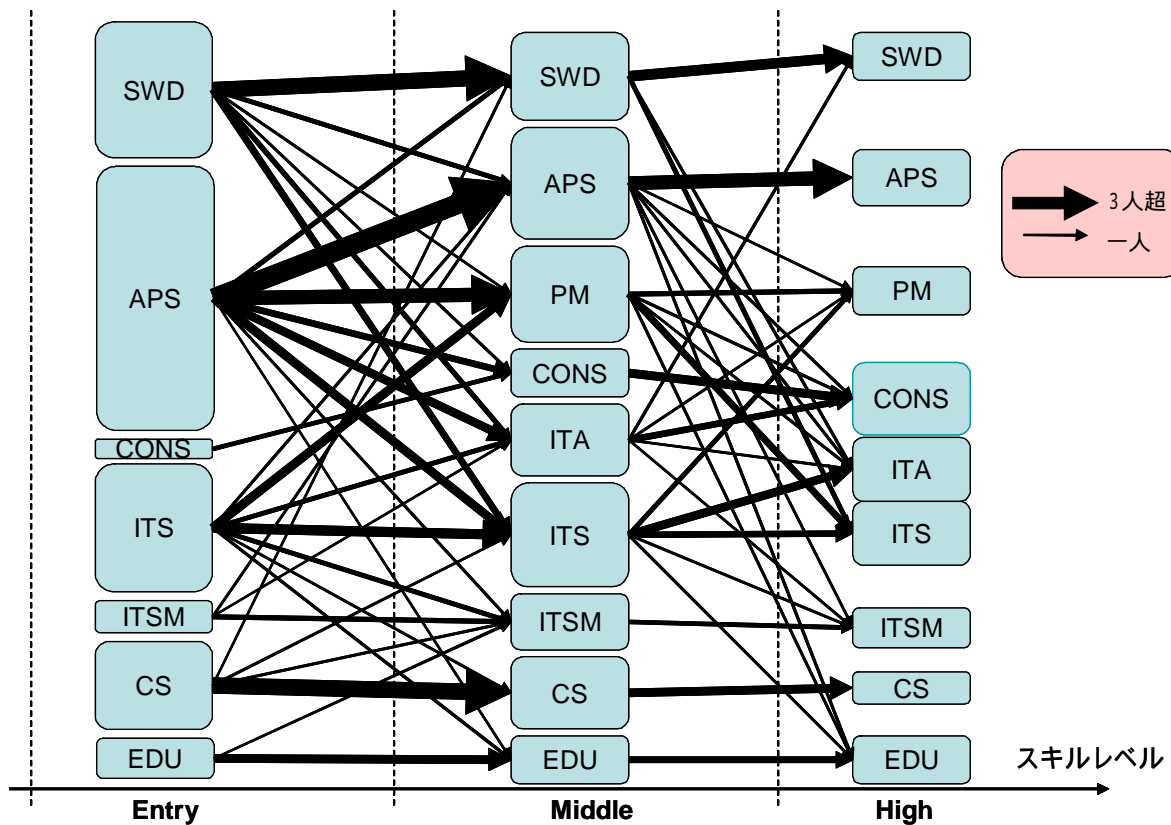 SWD
APS
CONS
ITS
ITSM
CS
EDU
SWD
APS
PM
CONS
ITA
ITS
ITSM
CS
EDU
SWD
APS
PM
CONS
ITA
ITS
ITSM
CS
EDU
3人超
一人
スキルレベル
Entry
Middle
High